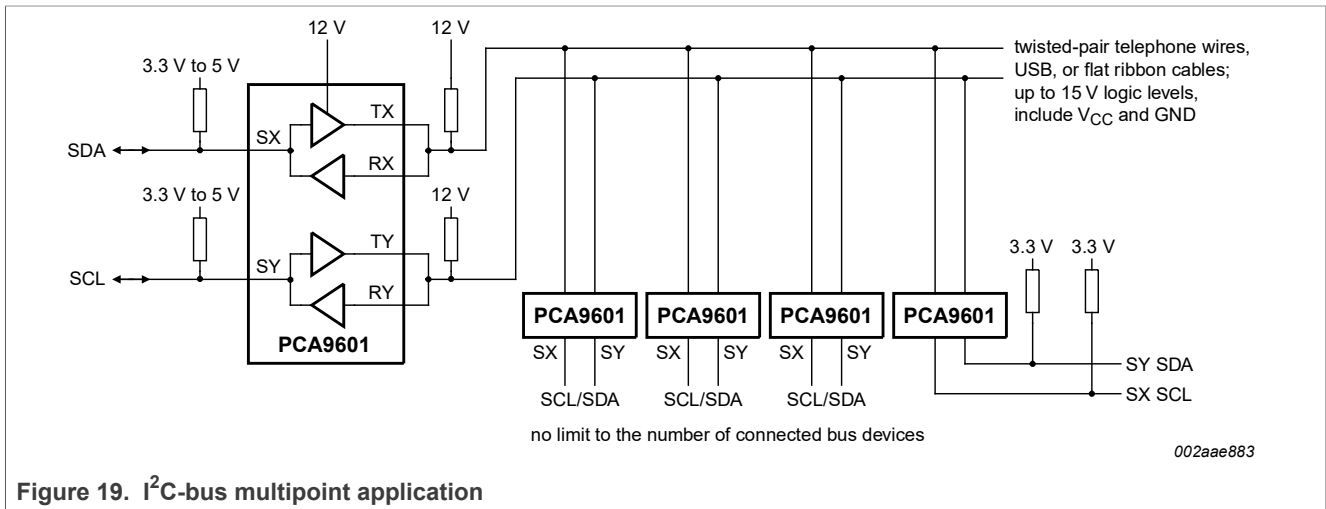 12 V
12 V
3.3 V to 5 V
TX
SX
SDA
RX
twisted-pair telephone wires,
USB, or flat ribbon cables;
up to 15 V logic levels,
include VCC and GND
3.3 V to 5 V
12 V
TY
SY
SCL
RY
PCA9601
3.3 V
3.3 V
PCA9601
PCA9601
PCA9601
PCA9601
SX
SY
SX
SY
SX
SY
SY SDA
SX SCL
SCL/SDA
SCL/SDA
SCL/SDA
no limit to the number of connected bus devices
002aae883
Figure 19. I²C-bus multipoint application